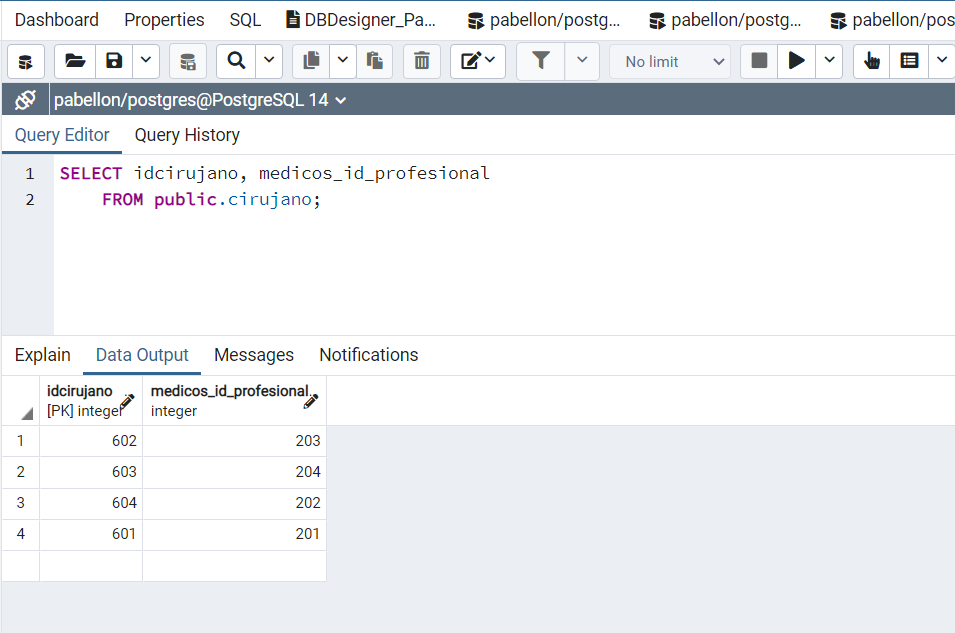 Dashboard Properties SQL DBDesigner_Pa... pabellon/postg... pabellon/postg... pabellon/pos
No limit
pabellon/postgres@PostgreSQL 14
Query Editor Query History
1 SELECT idcirujano, medicos_id_profesional
2 FROM public.cirujano;
Explain Data Output Messages Notifications
idcirujano medicos_id_profesional
[PK] integer integer
1 602 203
2 603 204
3 604 202
4 601 201